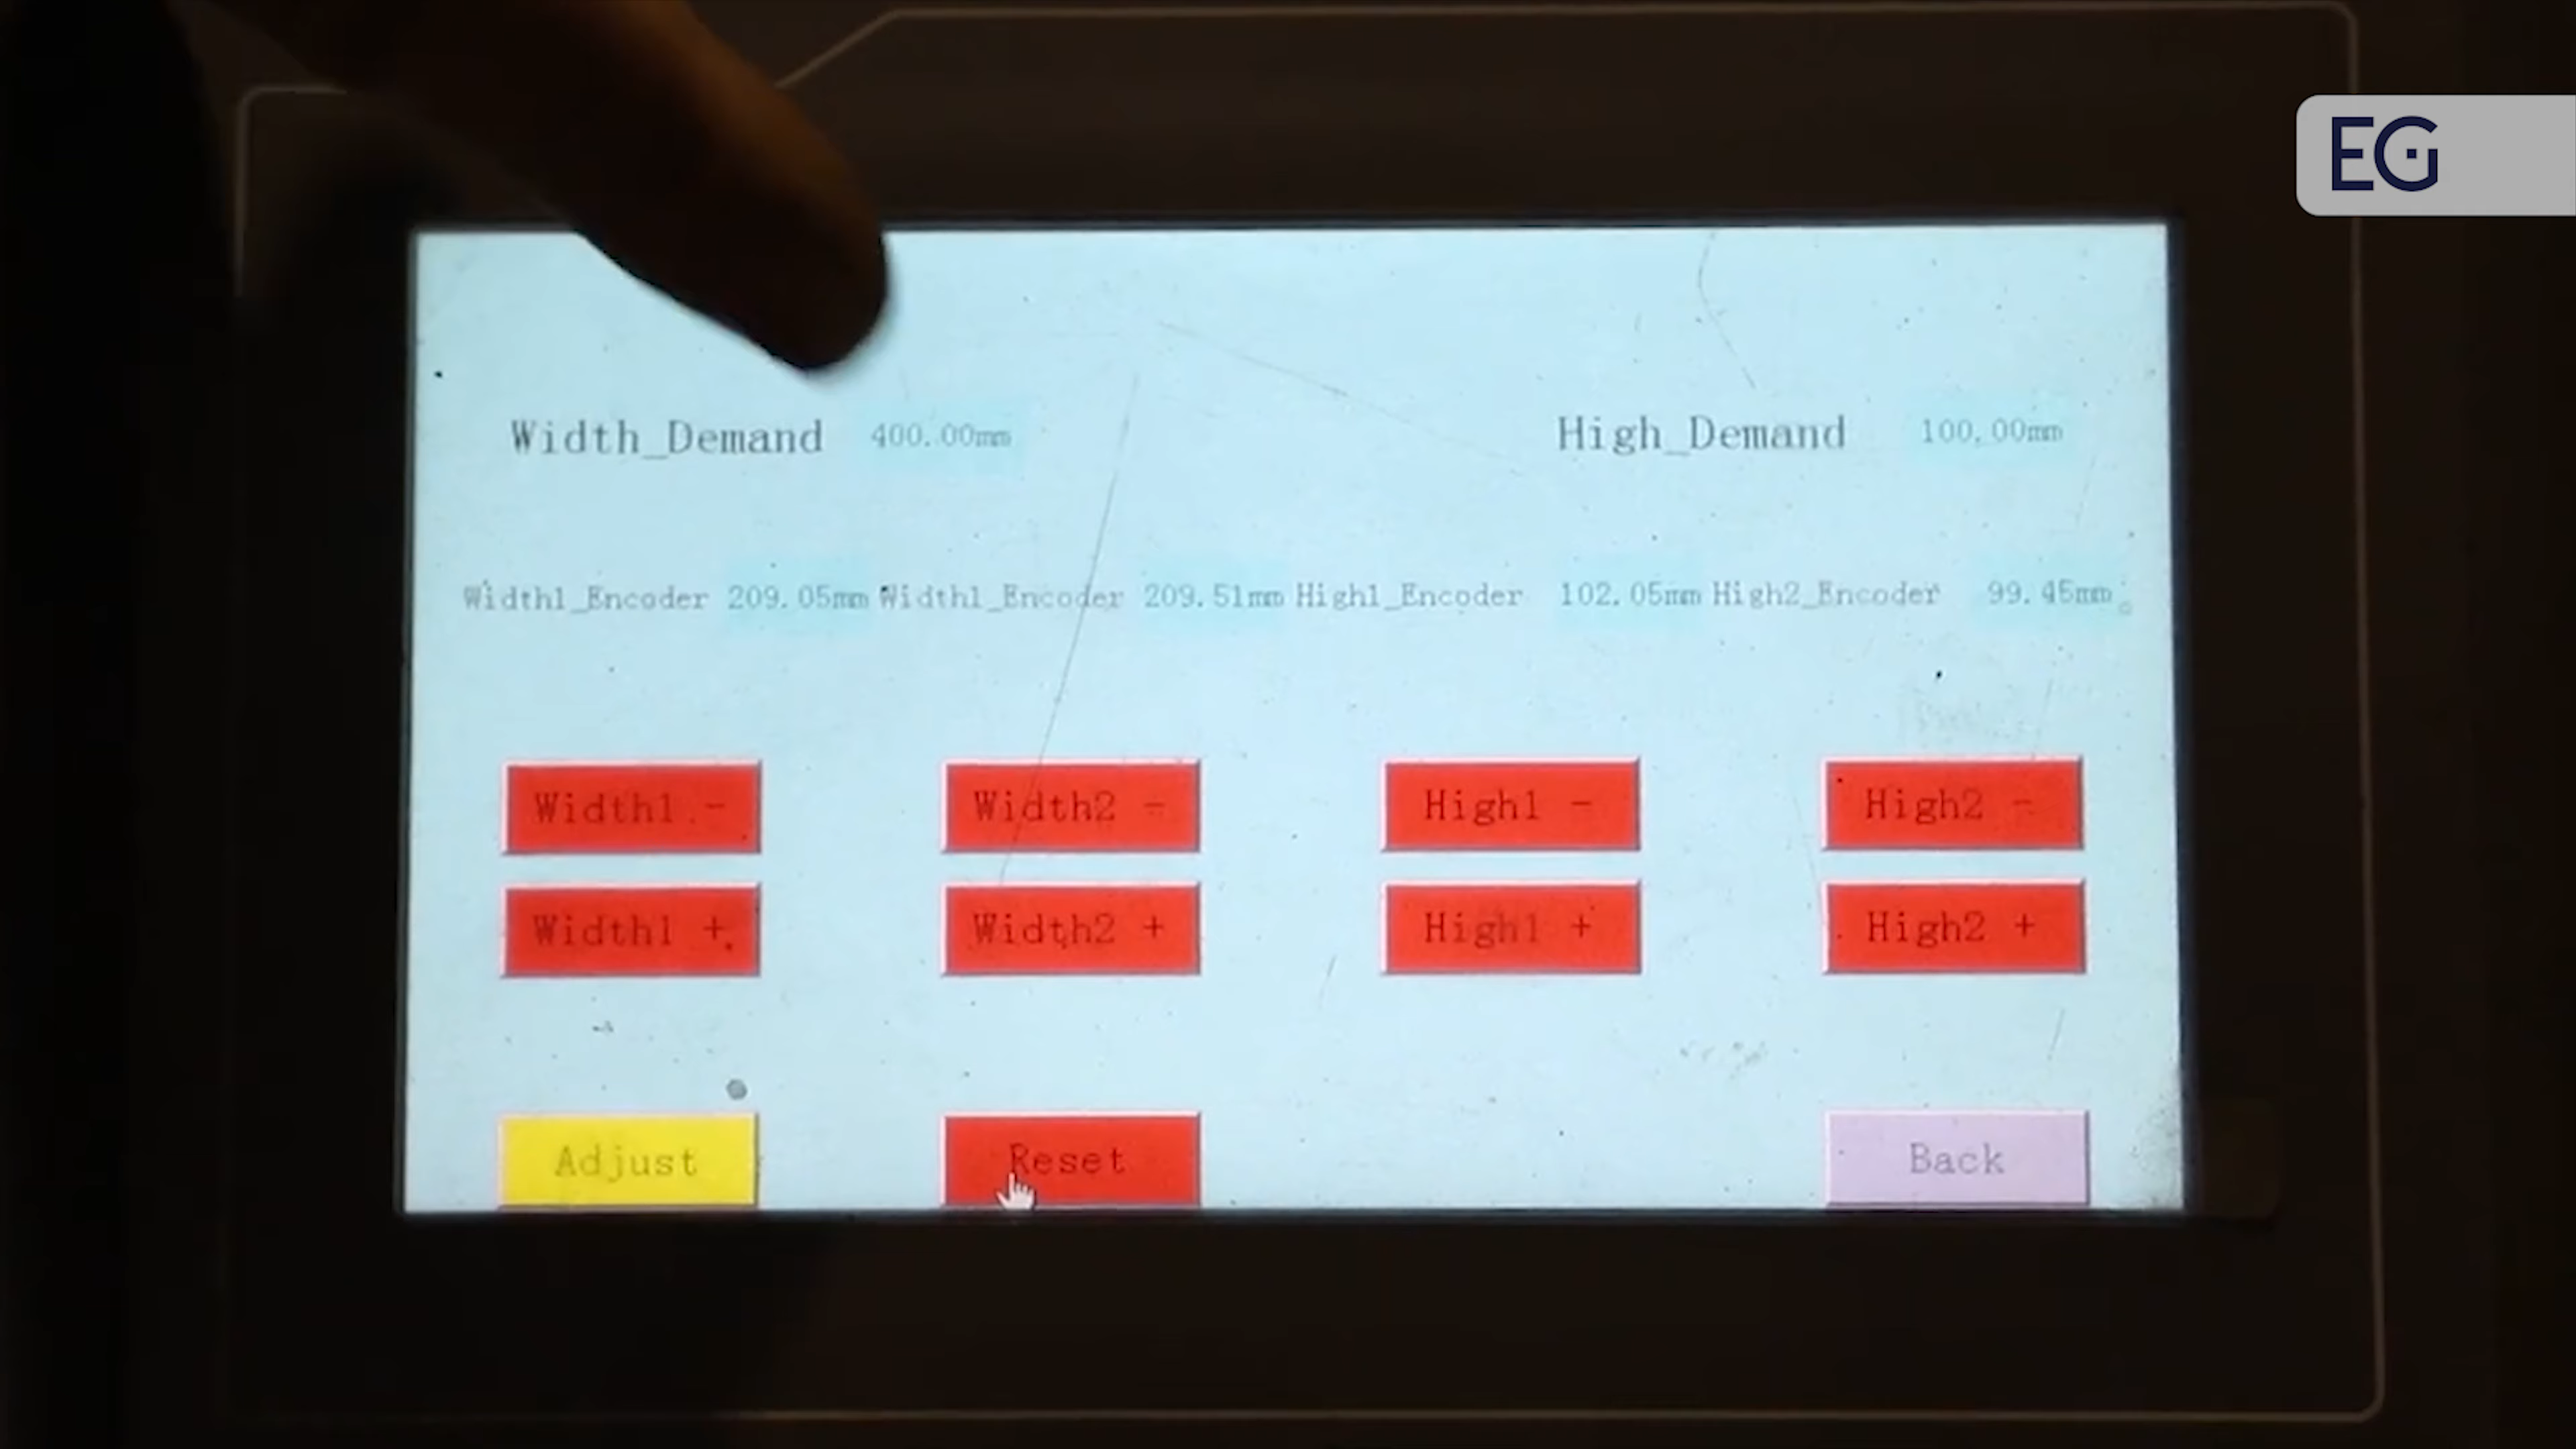 EG
Width_Demand 400.00mm High_Demand 100.00mm
Width1_Encoder 209.05mm Width1_Encoder 209.51mm High1_Encoder 102.05mm High2_Encoder 99.45mm
Width1 - Width2 - High1 - High2 -
Width1 + Width2 + High1 + High2 +
Adjust Reset Back